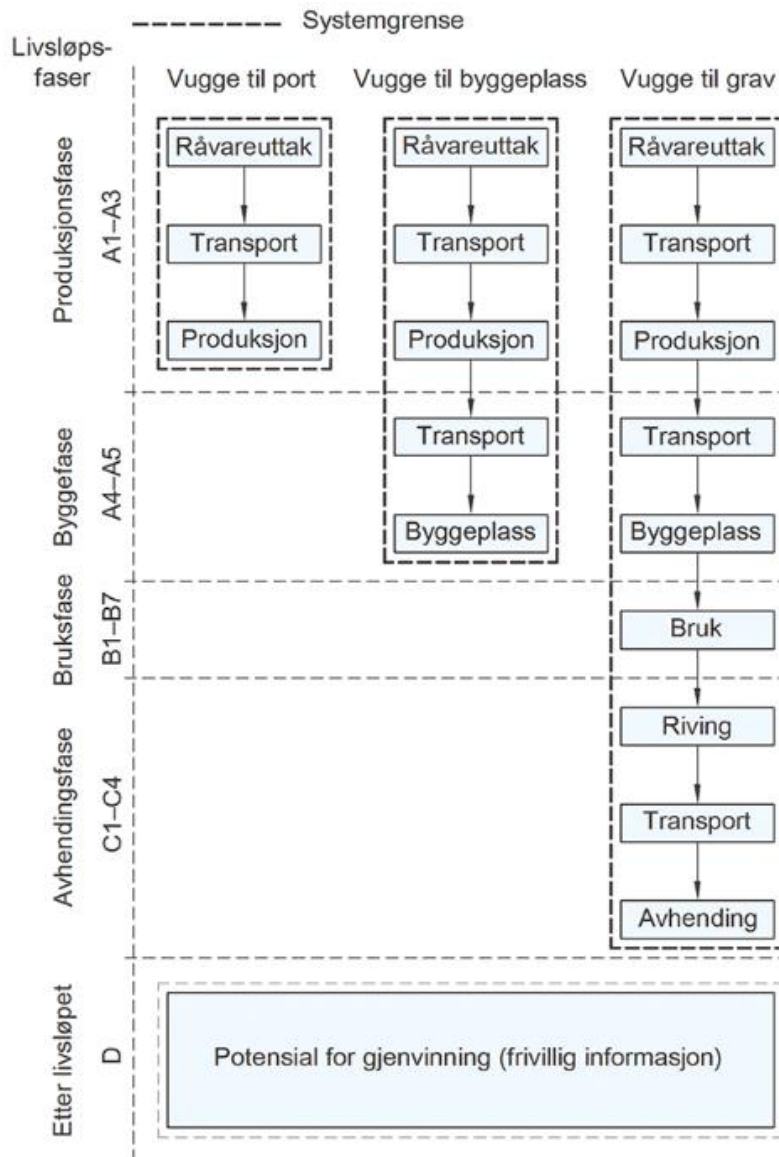 Systemgrense
Livsløps-
faser
Vugge til port
Vugge til byggeplass
Vugge til grav
Produksjonsfase
A1–A3
Råvareuttak
Råvareuttak
Råvareuttak
Transport
Transport
Transport
Produksjon
Produksjon
Produksjon
Byggefase
A4–A5
Transport
Transport
Byggeplass
Byggeplass
Bruksfase
B1–B7
Bruk
Avhendingsfase
C1–C4
Riving
Transport
Avhending
Etter livsløpet
D
Potensial for gjenvinning (frivillig informasjon)